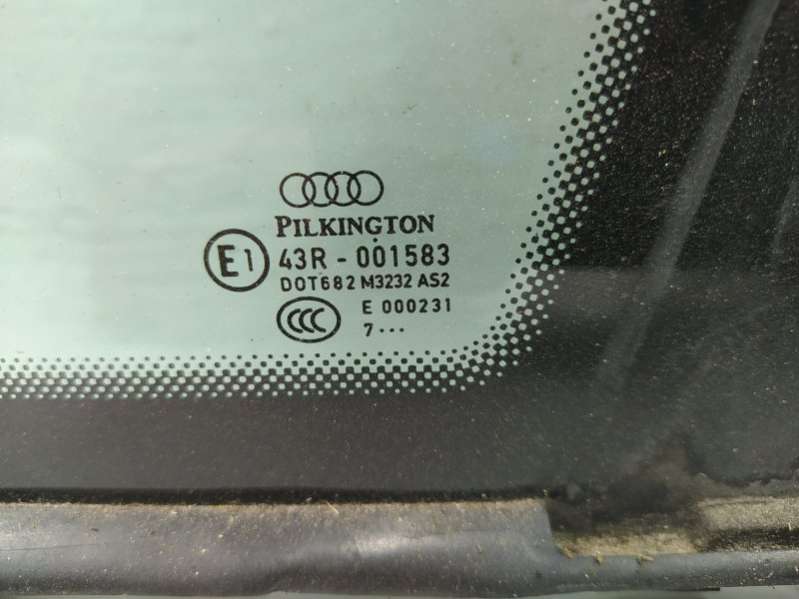 PILKINGTON
E1 43R - 001583
DOT682 M3232 AS2
CCC E 000231
7···